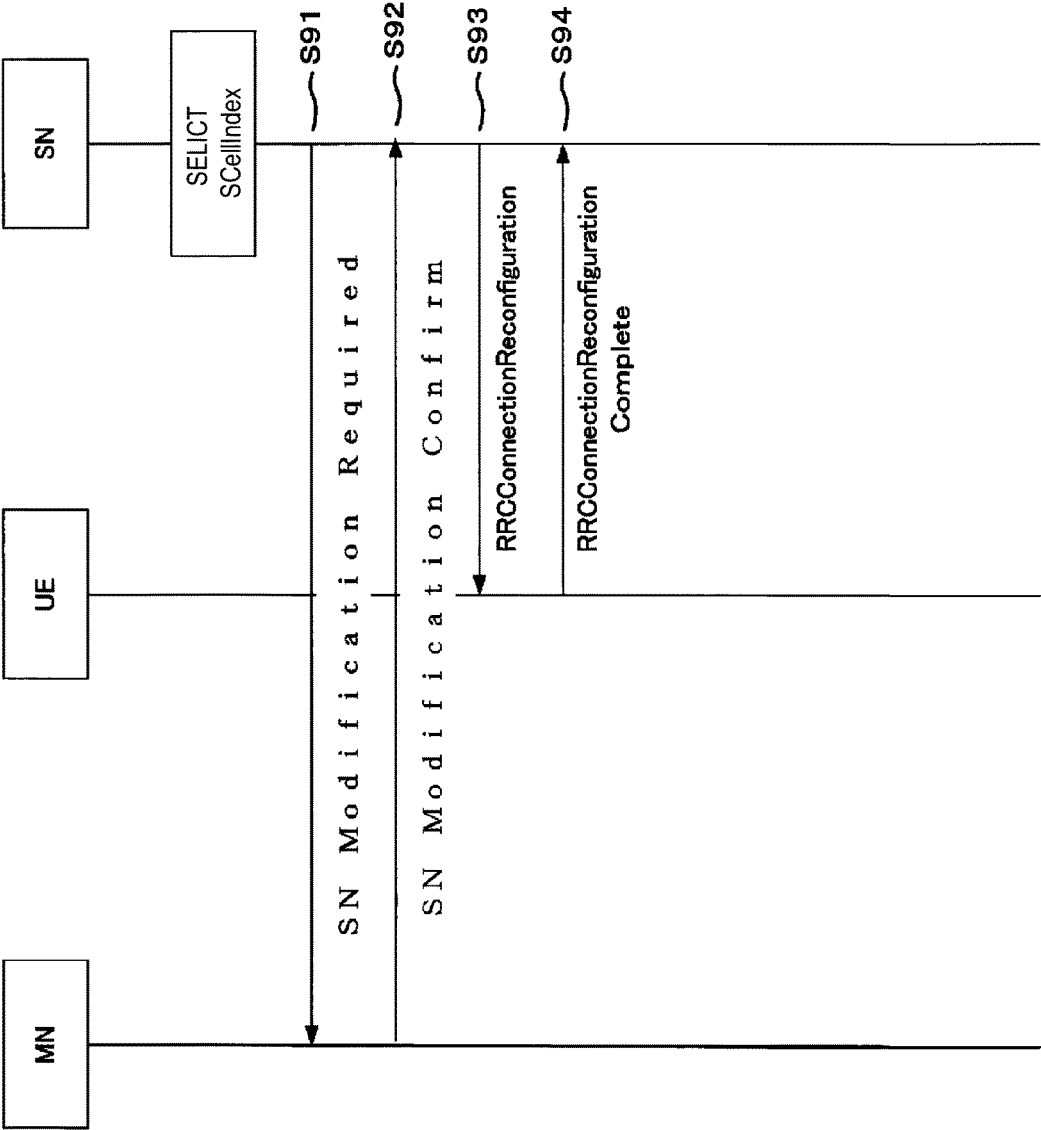 MN
UE
SN
SELICT
SCellIndex
S91
SN Modification Required
S92
SN Modification Confirm
S93
RRCConnectionReconfiguration
S94
RRCConnectionReconfiguration
Complete